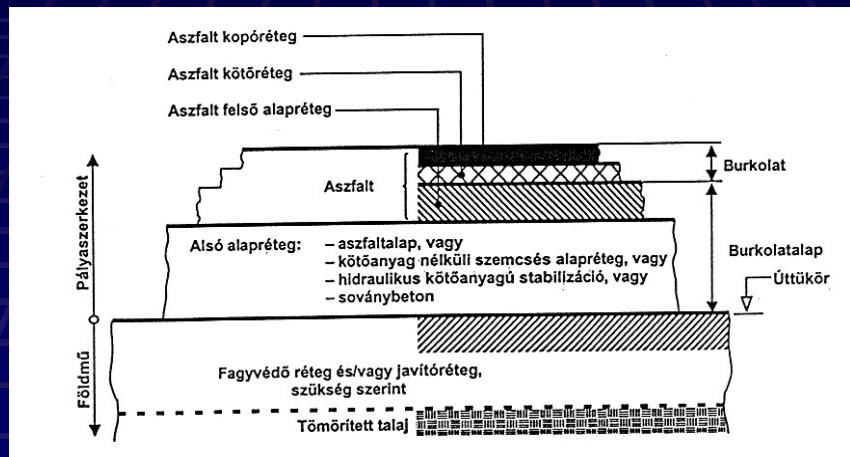 Aszfalt kopóréteg
Aszfalt kötőréteg
Aszfalt felső alapréteg
Aszfalt
Burkolat
Pályaszerkezet
Alsó alapréteg: – aszfaltalap, vagy
– kötőanyag nélküli szemcsés alapréteg, vagy
– hidraulikus kötőanyagú stabilizáció, vagy
– soványbeton
Burkolatalap
Úttükör
Földmű
Fagyvédő réteg és/vagy javítóréteg,
szükség szerint
Tömörített talaj